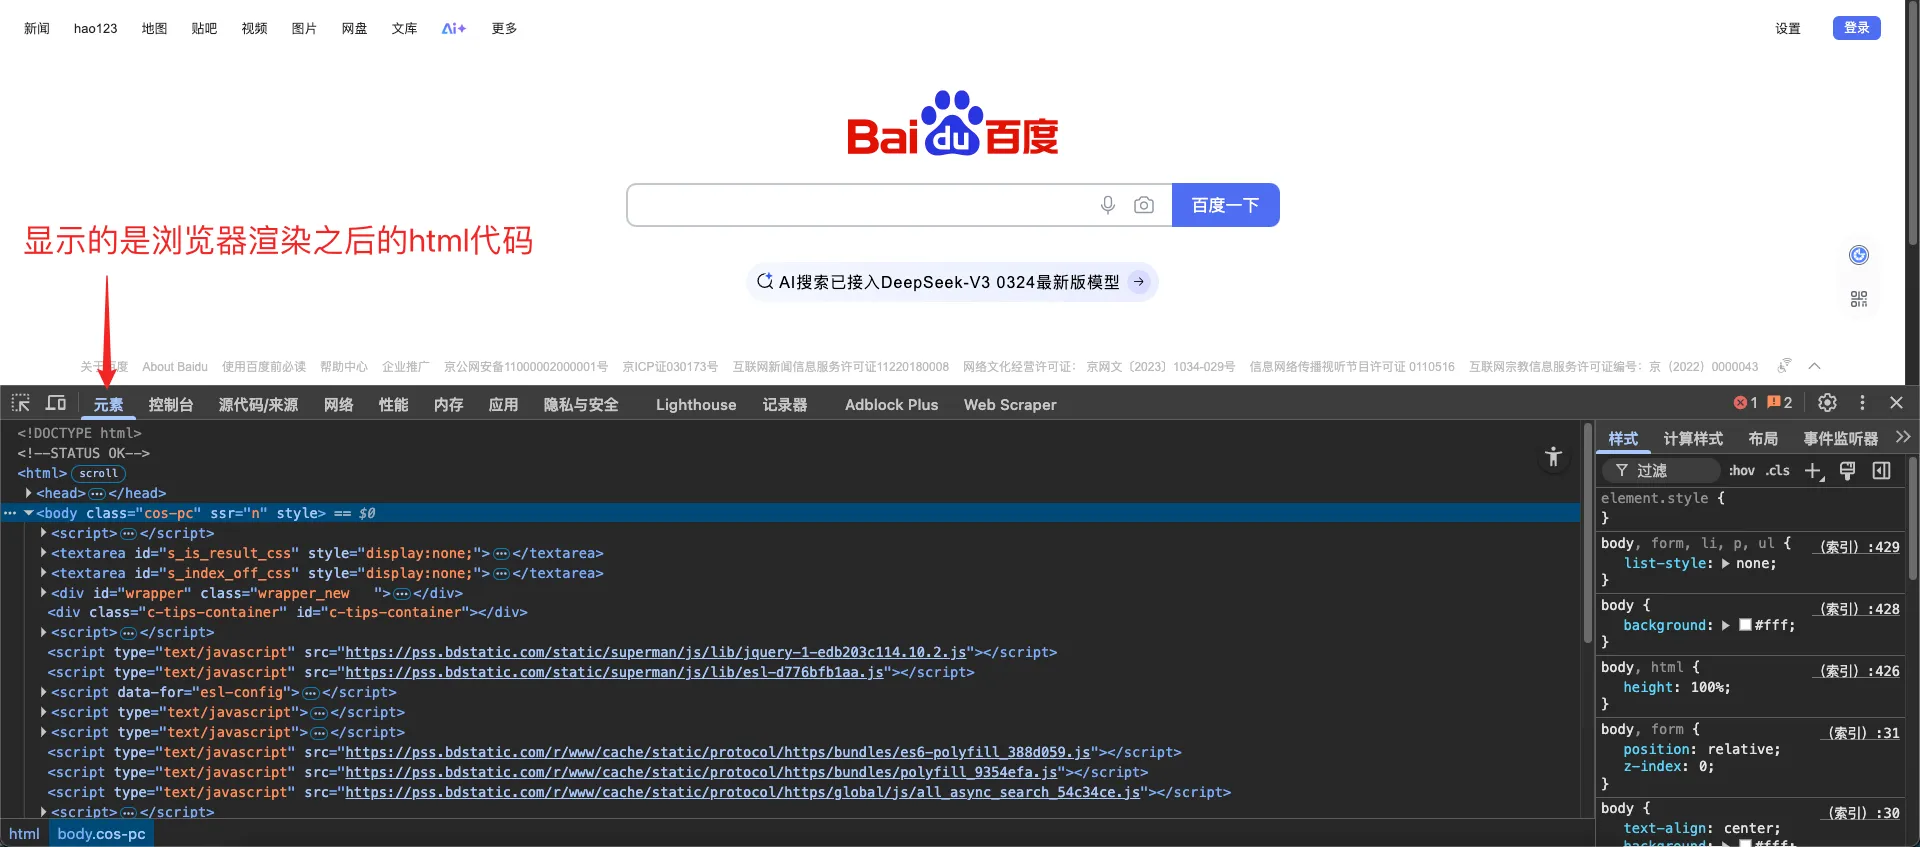 新闻 hao123 地图 贴吧 视频 图片 网盘 文库 Ai+ 更多 设置 登录
Bai du 百度
百度一下
显示的是浏览器渲染之后的html代码
AI搜索已接入DeepSeek-V3 0324最新版模型
关于百度 About Baidu 使用百度前必读 帮助中心 企业推广 京公网安备11000002000001号 京ICP证030173号 互联网新闻信息服务许可证11220180008 网络文化经营许可证： 京网文〔2023〕1034-029号 信息网络传播视听节目许可证 0110516 互联网宗教信息服务许可证编号：京（2022）0000043
元素 控制台 源代码/来源 网络 性能 内存 应用 隐私与安全 Lighthouse 记录器 Adblock Plus Web Scraper 1 2
<!DOCTYPE html>
<!--STATUS OK-->
<html> scroll
<head> ··· </head>
··· <body class="cos-pc" ssr="n" style> == $0
<script> ··· </script>
<textarea id="s_is_result_css" style="display:none;"> ··· </textarea>
<textarea id="s_index_off_css" style="display:none;"> ··· </textarea>
<div id="wrapper" class="wrapper_new   "> ··· </div>
<div class="c-tips-container" id="c-tips-container"></div>
<script> ··· </script>
<script type="text/javascript" src="https://pss.bdstatic.com/static/superman/js/lib/jquery-1-edb203c114.10.2.js"></script>
<script type="text/javascript" src="https://pss.bdstatic.com/static/superman/js/lib/esl-d776bfb1aa.js"></script>
<script data-for="esl-config"> ··· </script>
<script type="text/javascript"> ··· </script>
<script type="text/javascript"> ··· </script>
<script type="text/javascript" src="https://pss.bdstatic.com/r/www/cache/static/protocol/https/bundles/es6-polyfill_388d059.js"></script>
<script type="text/javascript" src="https://pss.bdstatic.com/r/www/cache/static/protocol/https/bundles/polyfill_9354efa.js"></script>
<script type="text/javascript" src="https://pss.bdstatic.com/r/www/cache/static/protocol/https/global/js/all_async_search_54c34ce.js"></script>
<script> ··· </script>
html body.cos-pc
样式 计算样式 布局 事件监听器
过滤 :hov .cls
element.style {
}
body, form, li, p, ul { （索引）:429
list-style: none;
}
body { （索引）:428
background: #fff;
}
body, html { （索引）:426
height: 100%;
}
body, form { （索引）:31
position: relative;
z-index: 0;
}
body { （索引）:30
text-align: center;
background: #fff;